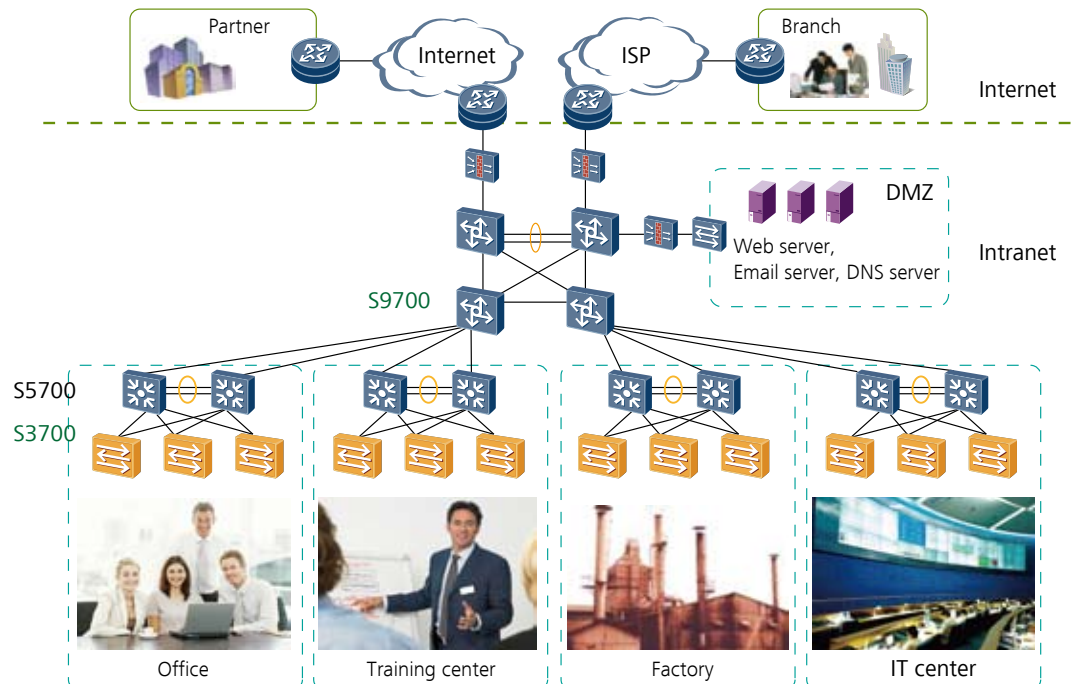 Partner
Internet
ISP
Branch
Internet
DMZ
Web server,
Email server, DNS server
Intranet
S9700
S5700
S3700
Office
Training center
Factory
IT center